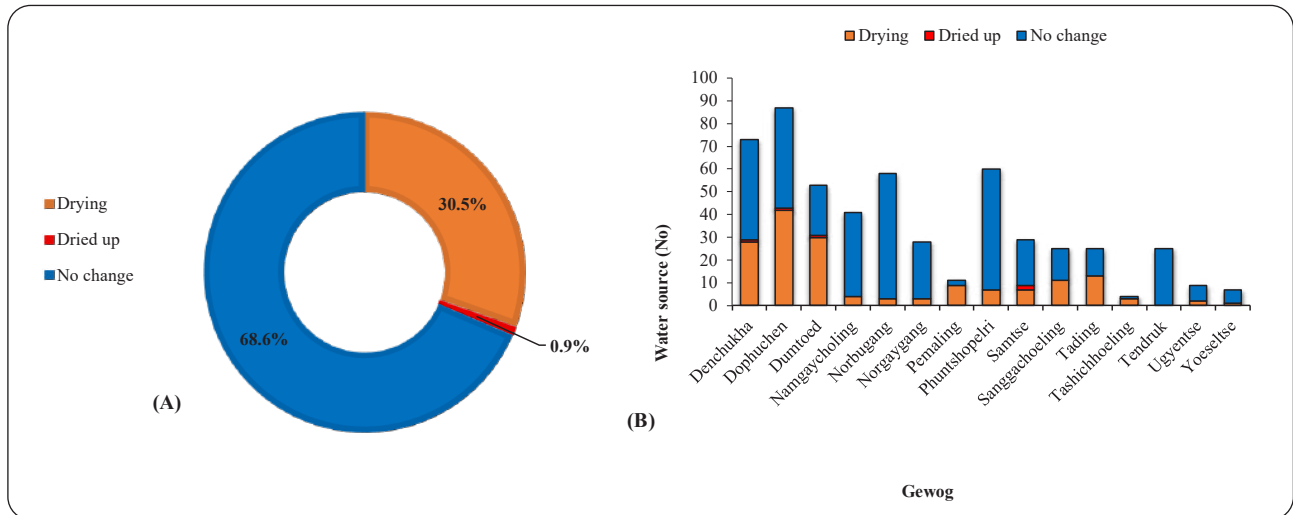 Drying
Dried up
No change
30.5%
68.6%
0.9%
(A)
Drying Dried up No change
100
90
80
70
60
50
40
30
20
10
0
Water source (No)
Denchukha
Dophuchen
Dumtoed
Namgaycholing
Norbugang
Norgaygang
Pemaling
Phuntshopelri
Samtse
Sanggachoeling
Tading
Tashichhoeling
Tendruk
Ugyentse
Yoeseltse
(B)
Gewog